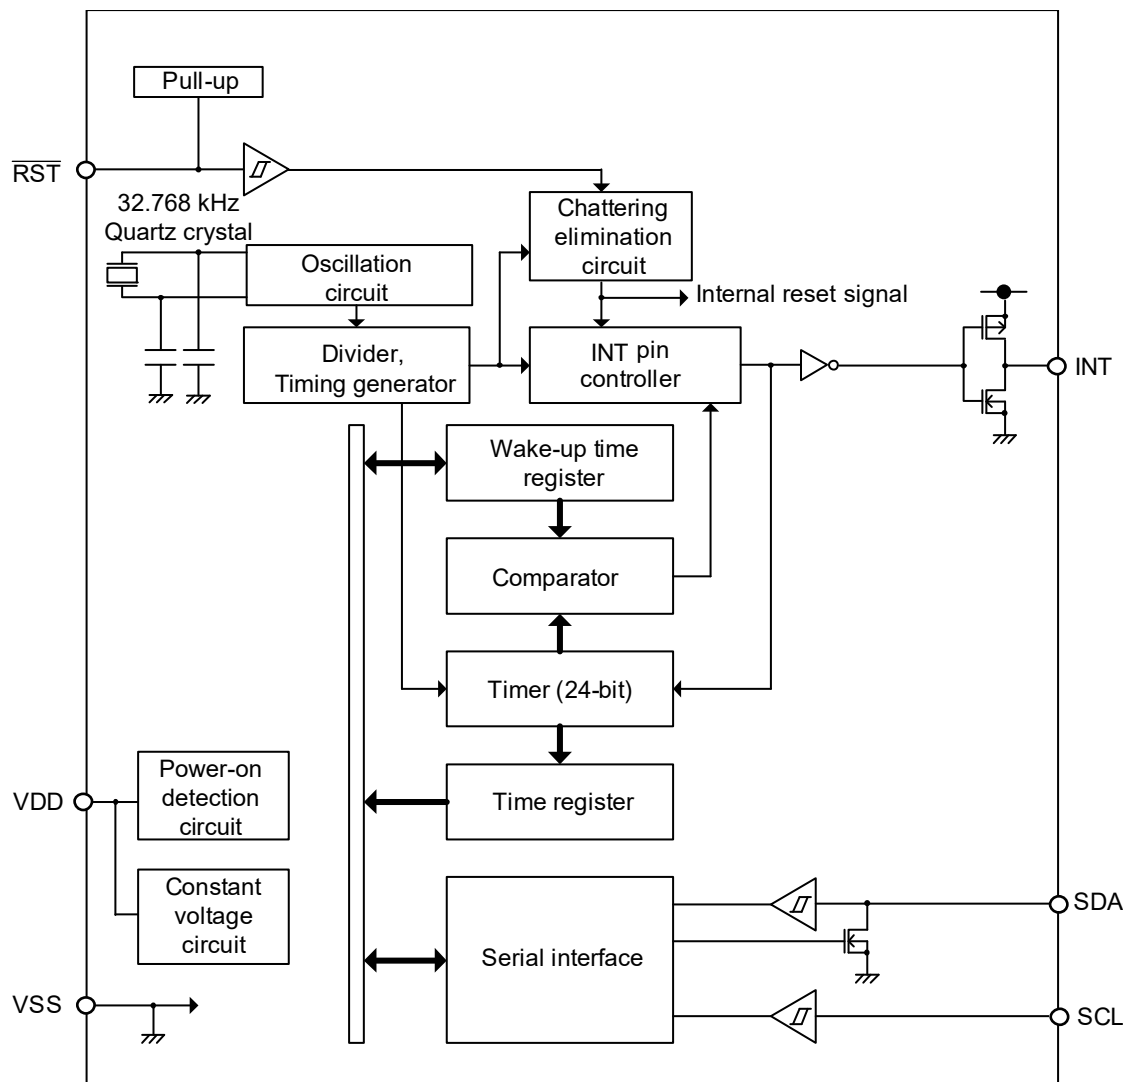 Pull-up
RST
32.768 kHz
Quartz crystal
Chattering
elimination
circuit
Oscillation
circuit
Internal reset signal
Divider,
Timing generator
INT pin
controller
INT
Wake-up time
register
Comparator
Timer (24-bit)
Power-on
detection
circuit
VDD
Time register
Constant
voltage
circuit
SDA
Serial interface
VSS
SCL